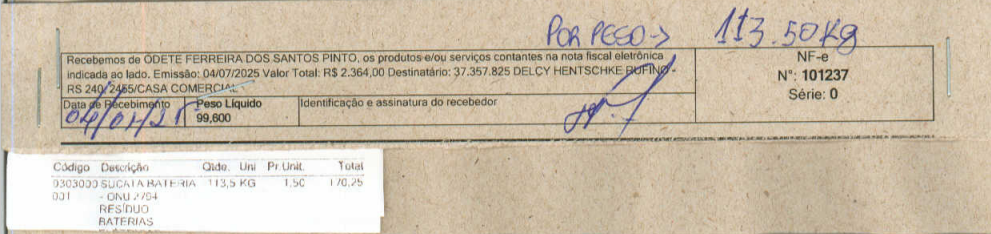 POR PESO → 113.50Kg
Recebemos de ODETE FERREIRA DOS SANTOS PINTO, os produtos e/ou serviços contantes na nota fiscal eletrônica
indicada ao lado. Emissão: 04/07/2025 Valor Total: R$ 2.364,00 Destinatário: 37.357.825 DELCY HENTSCHKE RUFINO -
RS 240, 2455/CASA COMERCIAL
NF-e
N°: 101237
Série: 0
Data de Recebimento
Peso Líquido
99,600
Identificação e assinatura do recebedor
Código Descrição Qtde. Uni Pr.Unit. Total
0303000 SUCATA BATERIA 113,5 KG 1.50 170,25
001 - ONU 2794
RESÍDUO
BATERIAS